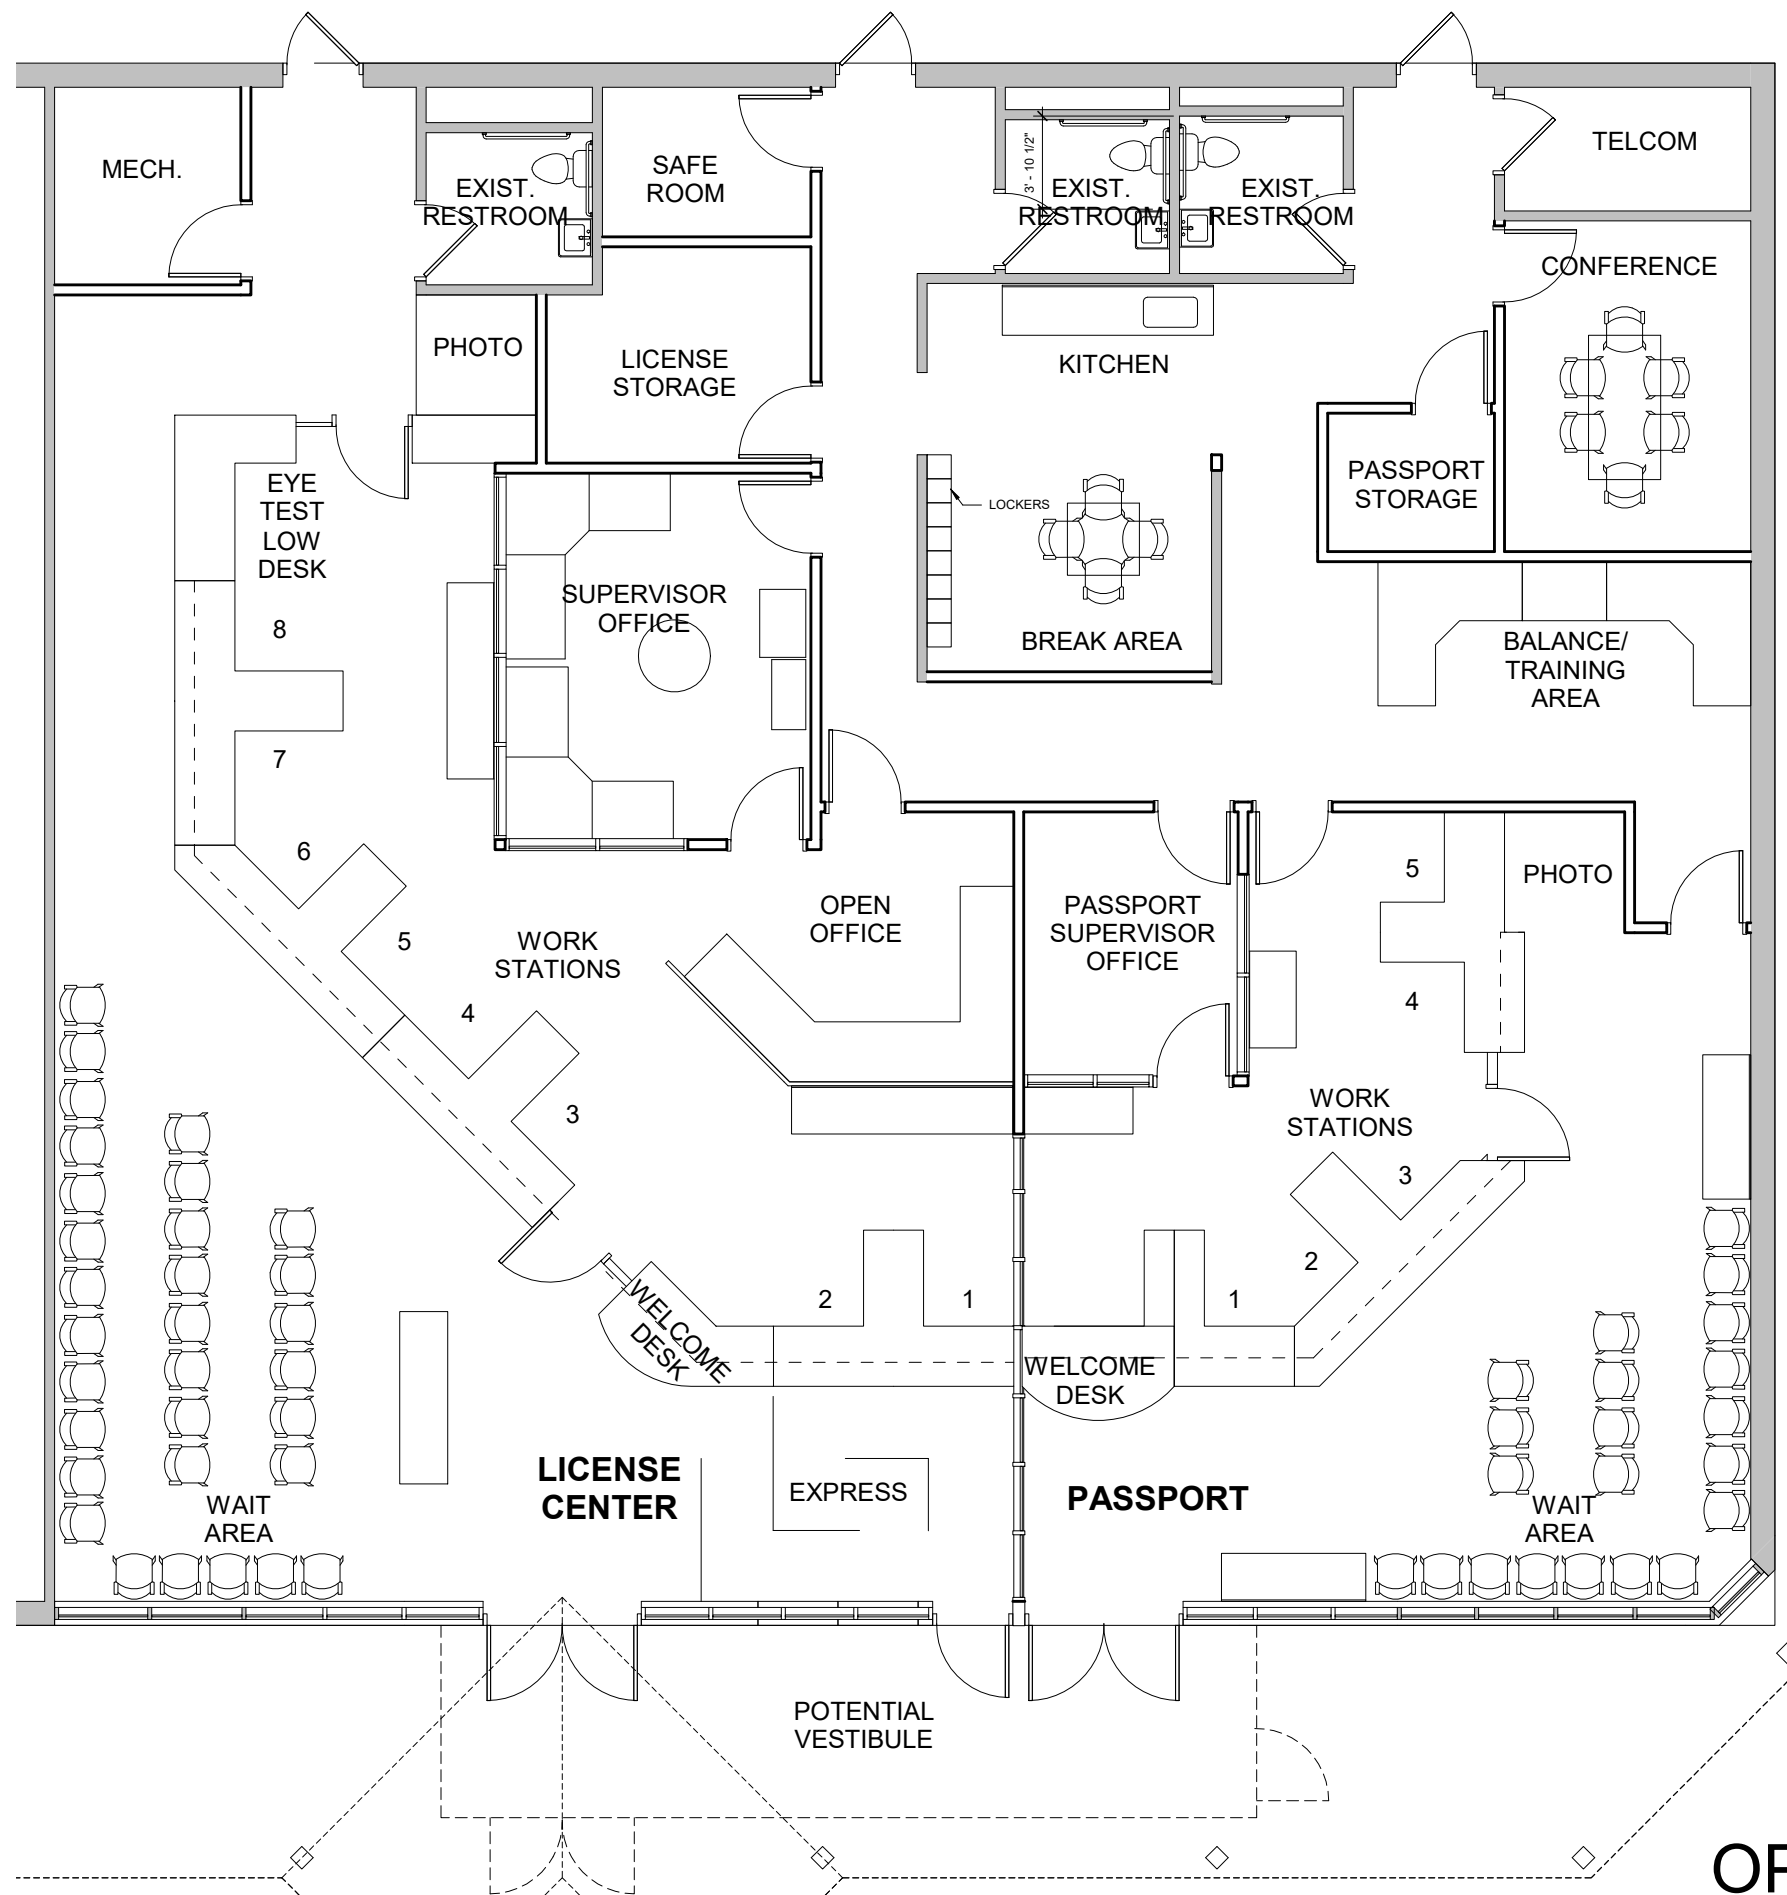 MECH.
EXIST.
RESTROOM
SAFE
ROOM
3' - 10 1/2"
EXIST.
RESTROOM
EXIST.
RESTROOM
TELCOM
CONFERENCE
PHOTO
LICENSE
STORAGE
KITCHEN
EYE
TEST
LOW
DESK
LOCKERS
PASSPORT
STORAGE
SUPERVISOR
OFFICE
BREAK AREA
BALANCE/
TRAINING
AREA
8
7
6
5
4
3
WORK
STATIONS
OPEN
OFFICE
PASSPORT
SUPERVISOR
OFFICE
5
PHOTO
4
WORK
STATIONS
3
2
1
2
1
WELCOME
DESK
WELCOME
DESK
LICENSE
CENTER
EXPRESS
PASSPORT
WAIT
AREA
WAIT
AREA
POTENTIAL
VESTIBULE